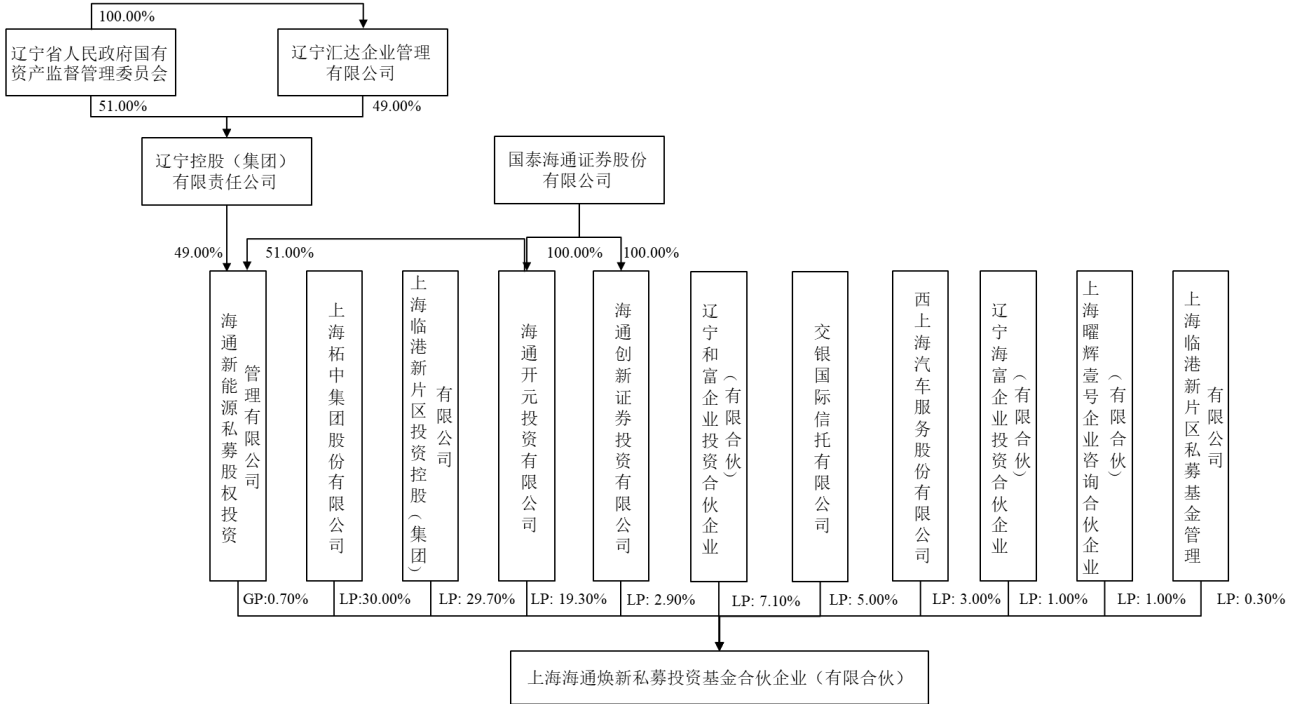 100.00%
辽宁省人民政府国有
资产监督管理委员会
辽宁汇达企业管理
有限公司
51.00%
49.00%
辽宁控股（集团）
有限责任公司
国泰海通证券股份
有限公司
49.00%
51.00%
100.00%
100.00%
海通新能源私募股权投资
管理有限公司
上海柘中集团股份有限公司
上海临港新片区投资控股（集团）
有限公司
海通开元投资有限公司
海通创新证券投资有限公司
辽宁和富企业投资合伙企业
（有限合伙）
交银国际信托有限公司
西上海汽车服务股份有限公司
辽宁海富企业投资合伙企业
（有限合伙）
上海曜辉壹号企业咨询合伙企业
（有限合伙）
上海临港新片区私募基金管理
有限公司
GP:0.70%
LP:30.00%
LP: 29.70%
LP: 19.30%
LP: 2.90%
LP: 7.10%
LP: 5.00%
LP: 3.00%
LP: 1.00%
LP: 1.00%
LP: 0.30%
上海海通焕新私募投资基金合伙企业（有限合伙）